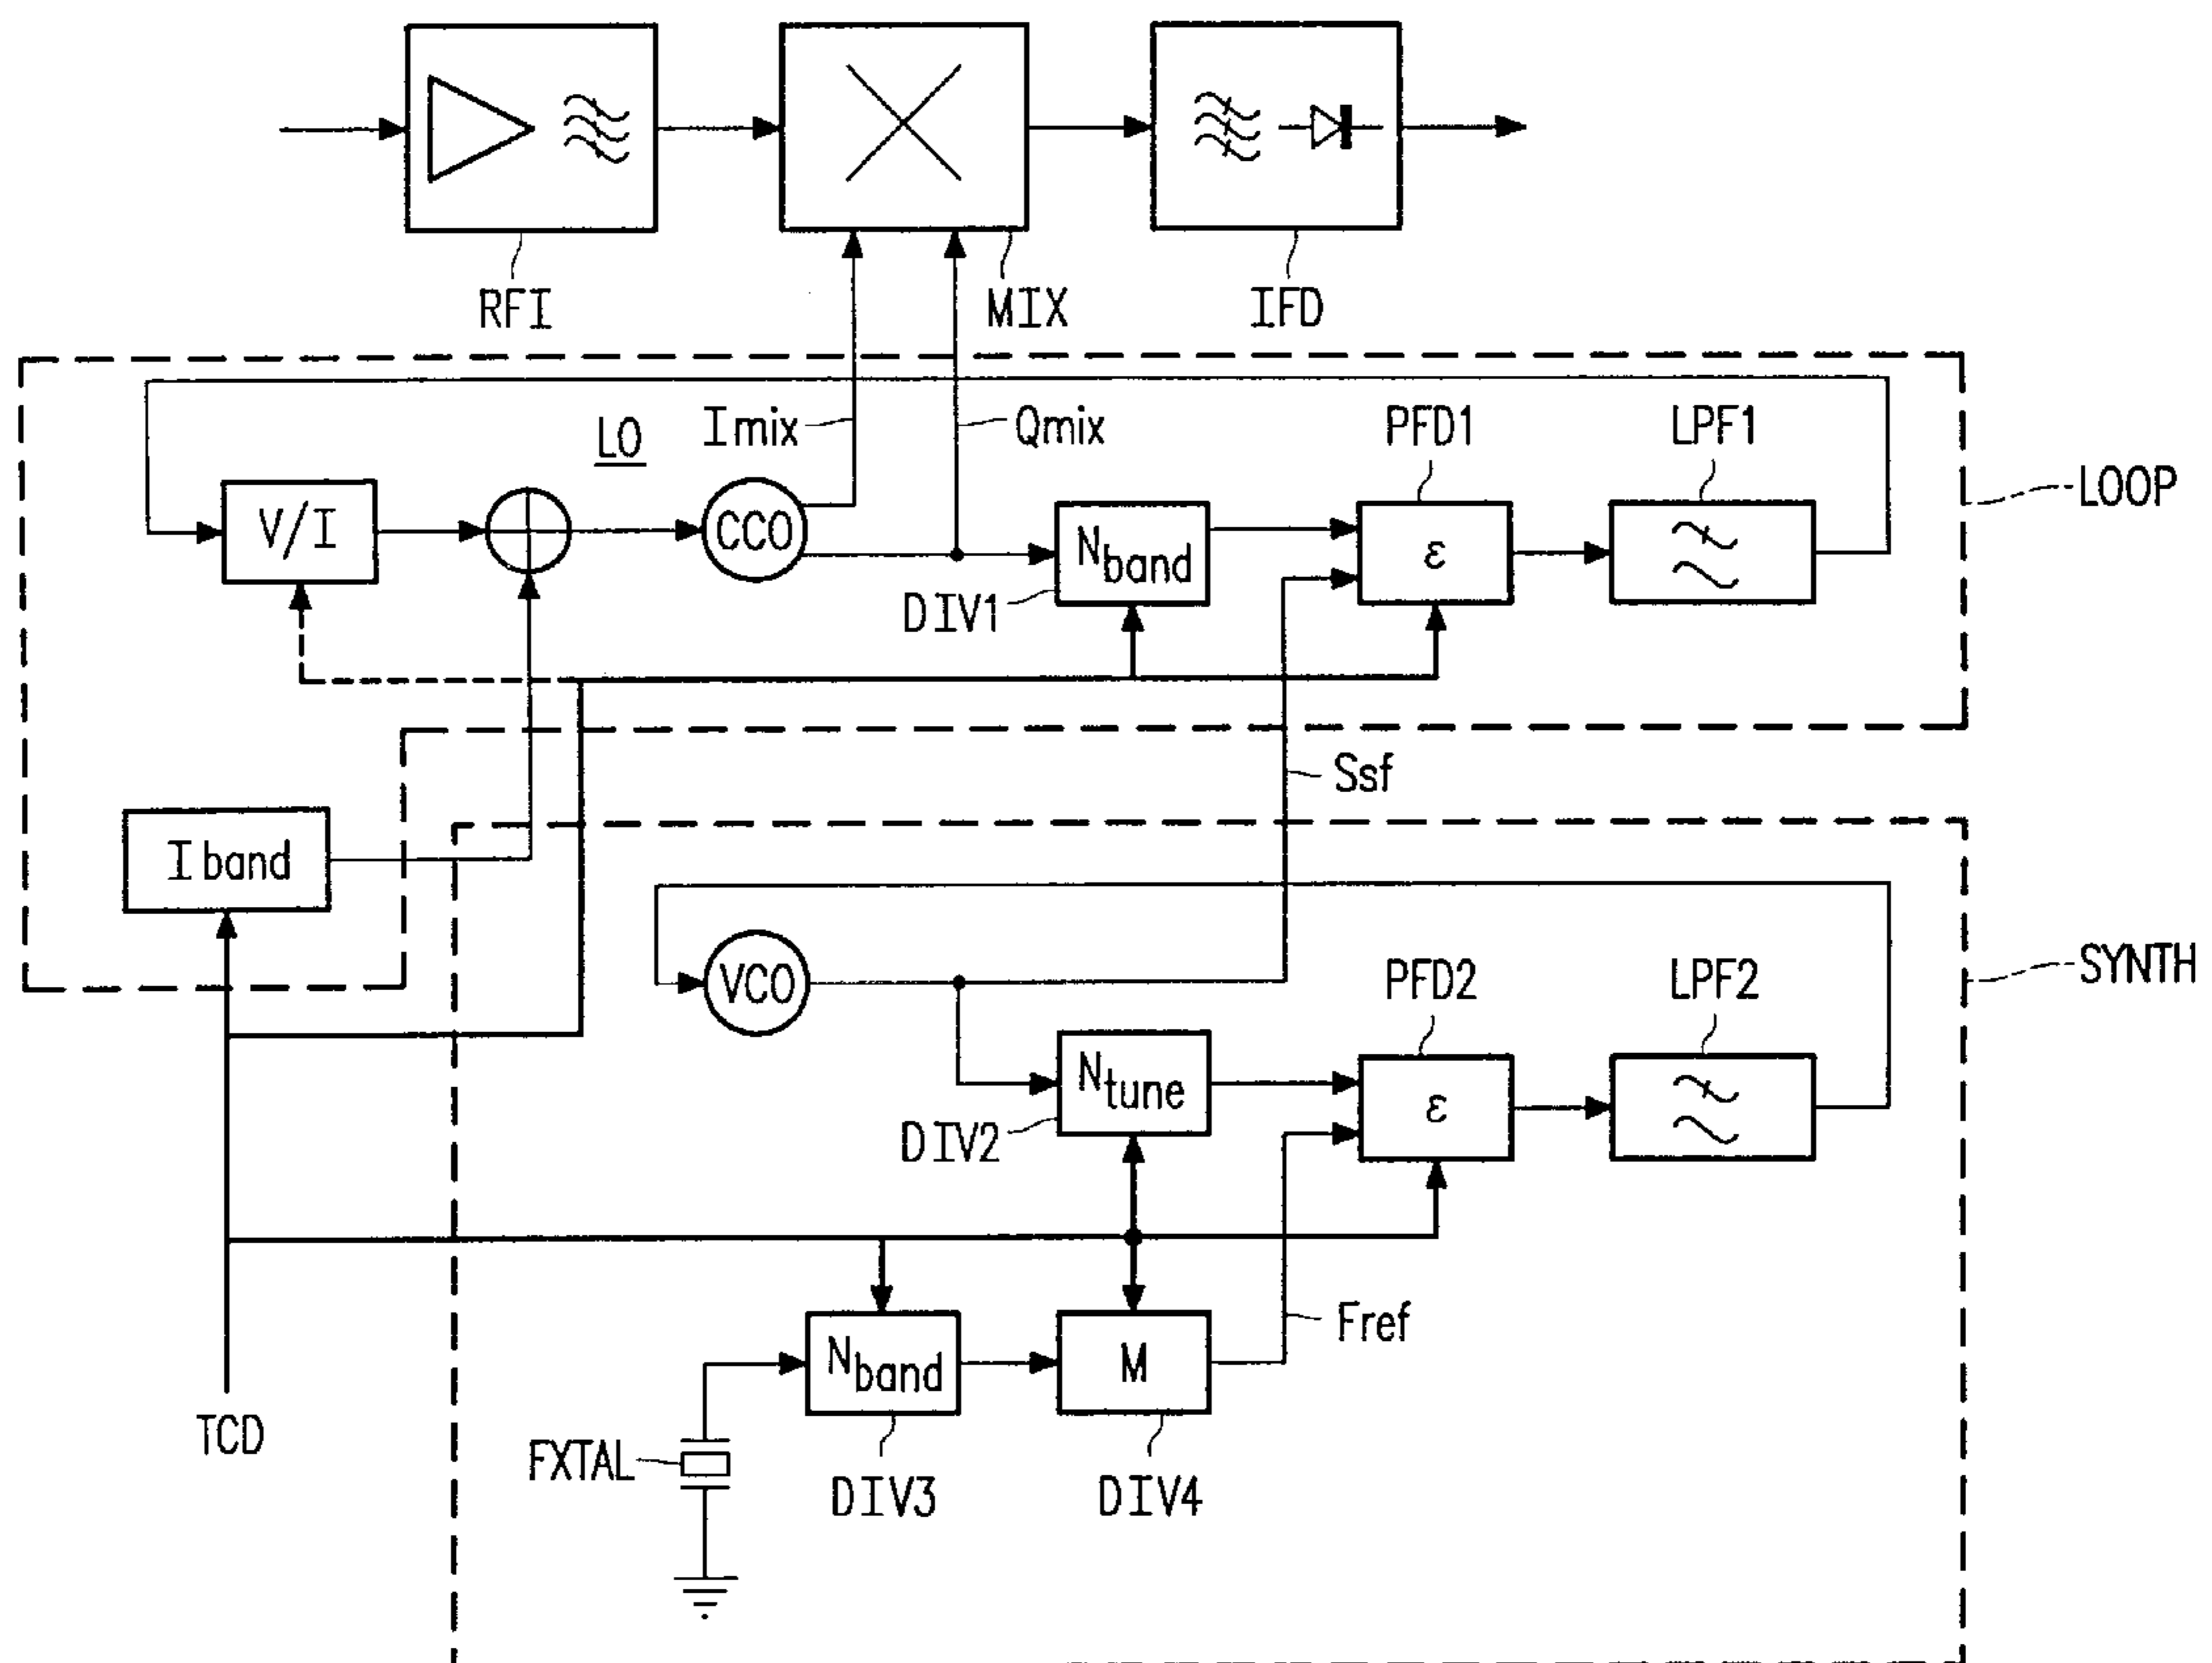 RFI
MIX
IFD
LO
Imix
Qmix
PFD1
LPF1
LOOP
V/I
CCO
Nband
ε
DIV1
Ssf
Iband
SYNTH
VCO
PFD2
LPF2
Ntune
ε
DIV2
Fref
Nband
M
TCD
FXTAL
DIV3
DIV4